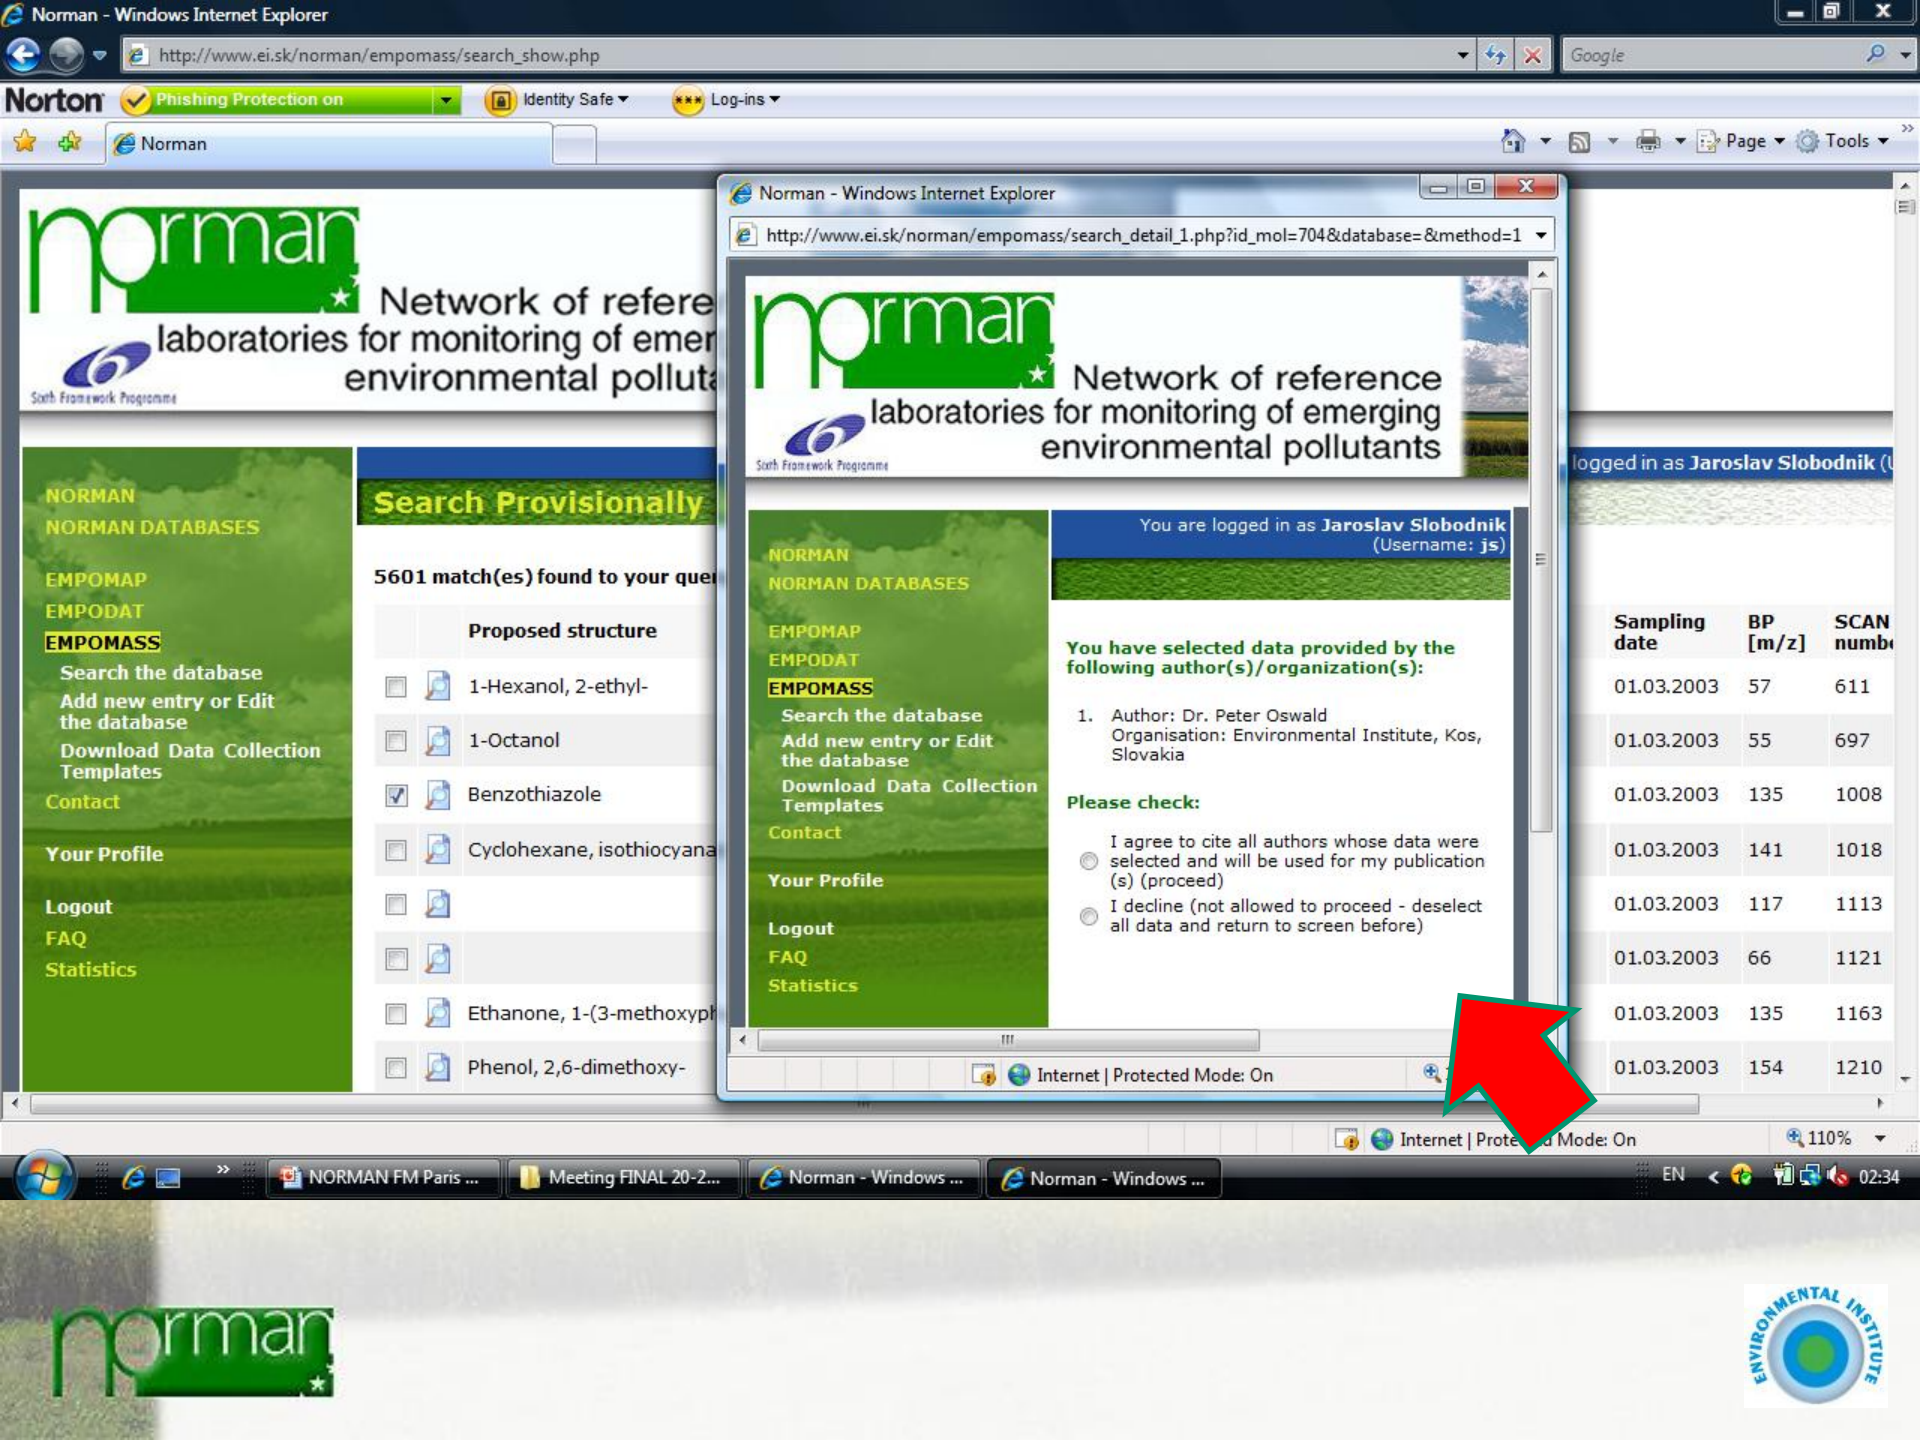 Norman - Windows Internet Explorer
http://www.ei.sk/norman/empomass/search_show.php
Google
Norton Phishing Protection on Identity Safe Log-ins
Norman
Page Tools
norman
Network of refere
laboratories for monitoring of emer
environmental polluta
6
Sixth Framework Programme
logged in as Jaroslav Slobodnik (U
NORMAN
NORMAN DATABASES
EMPOMAP
EMPODAT
EMPOMASS
Search the database
Add new entry or Edit
the database
Download Data Collection
Templates
Contact
Your Profile
Logout
FAQ
Statistics
Search Provisionally
5601 match(es) found to your quer
Proposed structure Sampling date BP [m/z] SCAN numbe
1-Hexanol, 2-ethyl- 01.03.2003 57 611
1-Octanol 01.03.2003 55 697
Benzothiazole 01.03.2003 135 1008
Cyclohexane, isothiocyana 01.03.2003 141 1018
01.03.2003 117 1113
01.03.2003 66 1121
Ethanone, 1-(3-methoxyph 01.03.2003 135 1163
Phenol, 2,6-dimethoxy- 01.03.2003 154 1210
Norman - Windows Internet Explorer
http://www.ei.sk/norman/empomass/search_detail_1.php?id_mol=704&database=&method=1
norman
Network of reference
laboratories for monitoring of emerging
environmental pollutants
6
Sixth Framework Programme
You are logged in as Jaroslav Slobodnik
(Username: js)
NORMAN
NORMAN DATABASES
EMPOMAP
EMPODAT
EMPOMASS
Search the database
Add new entry or Edit
the database
Download Data Collection
Templates
Contact
Your Profile
Logout
FAQ
Statistics
You have selected data provided by the
following author(s)/organization(s):
1. Author: Dr. Peter Oswald
Organisation: Environmental Institute, Kos,
Slovakia
Please check:
I agree to cite all authors whose data were
selected and will be used for my publication
(s) (proceed)
I decline (not allowed to proceed - deselect
all data and return to screen before)
Internet | Protected Mode: On
Internet | Prote d Mode: On 110%
NORMAN FM Paris ... Meeting FINAL 20-2... Norman - Windows ... Norman - Windows ... EN 02:34
norman
ENVIRONMENTAL INSTITUTE